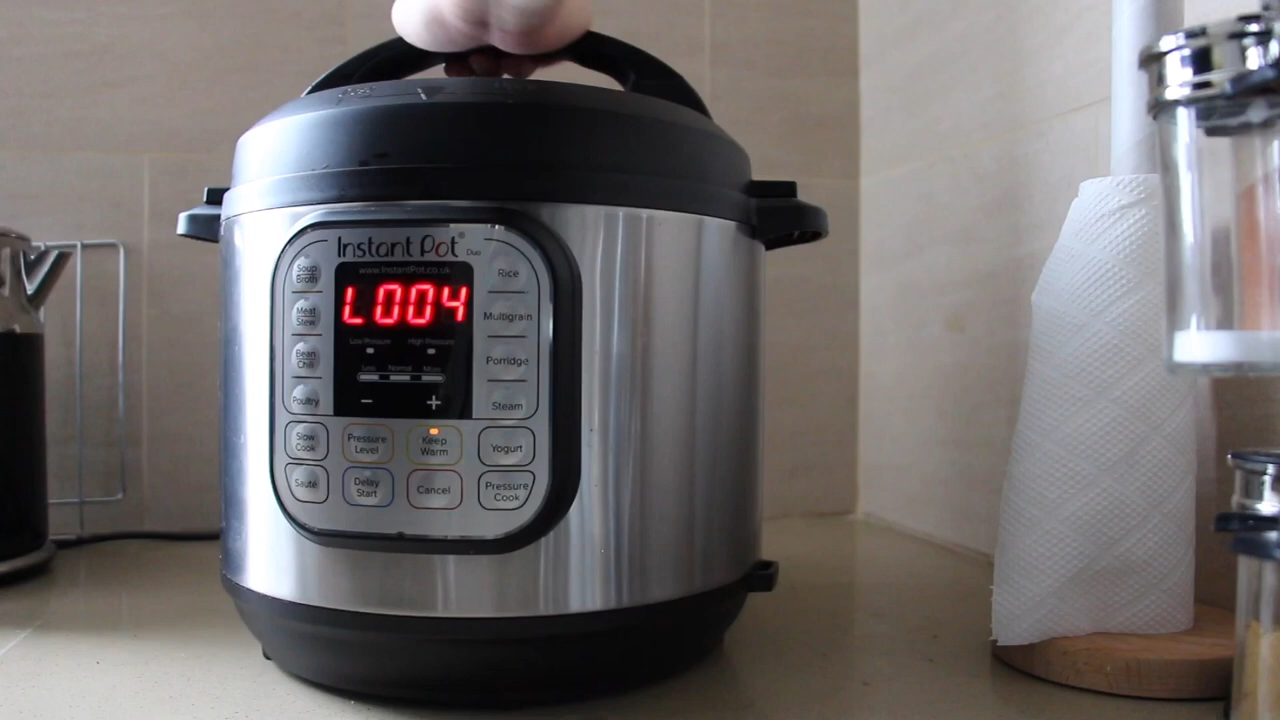 Instant Pot® Duo
www.InstantPot.co.uk
L004
Low Pressure High Pressure
Less Normal More
− +
Soup
Broth
Meat
Stew
Bean
Chili
Poultry
Rice
Multigrain
Porridge
Steam
Slow
Cook
Pressure
Level
Keep
Warm
Yogurt
Sauté
Delay
Start
Cancel
Pressure
Cook